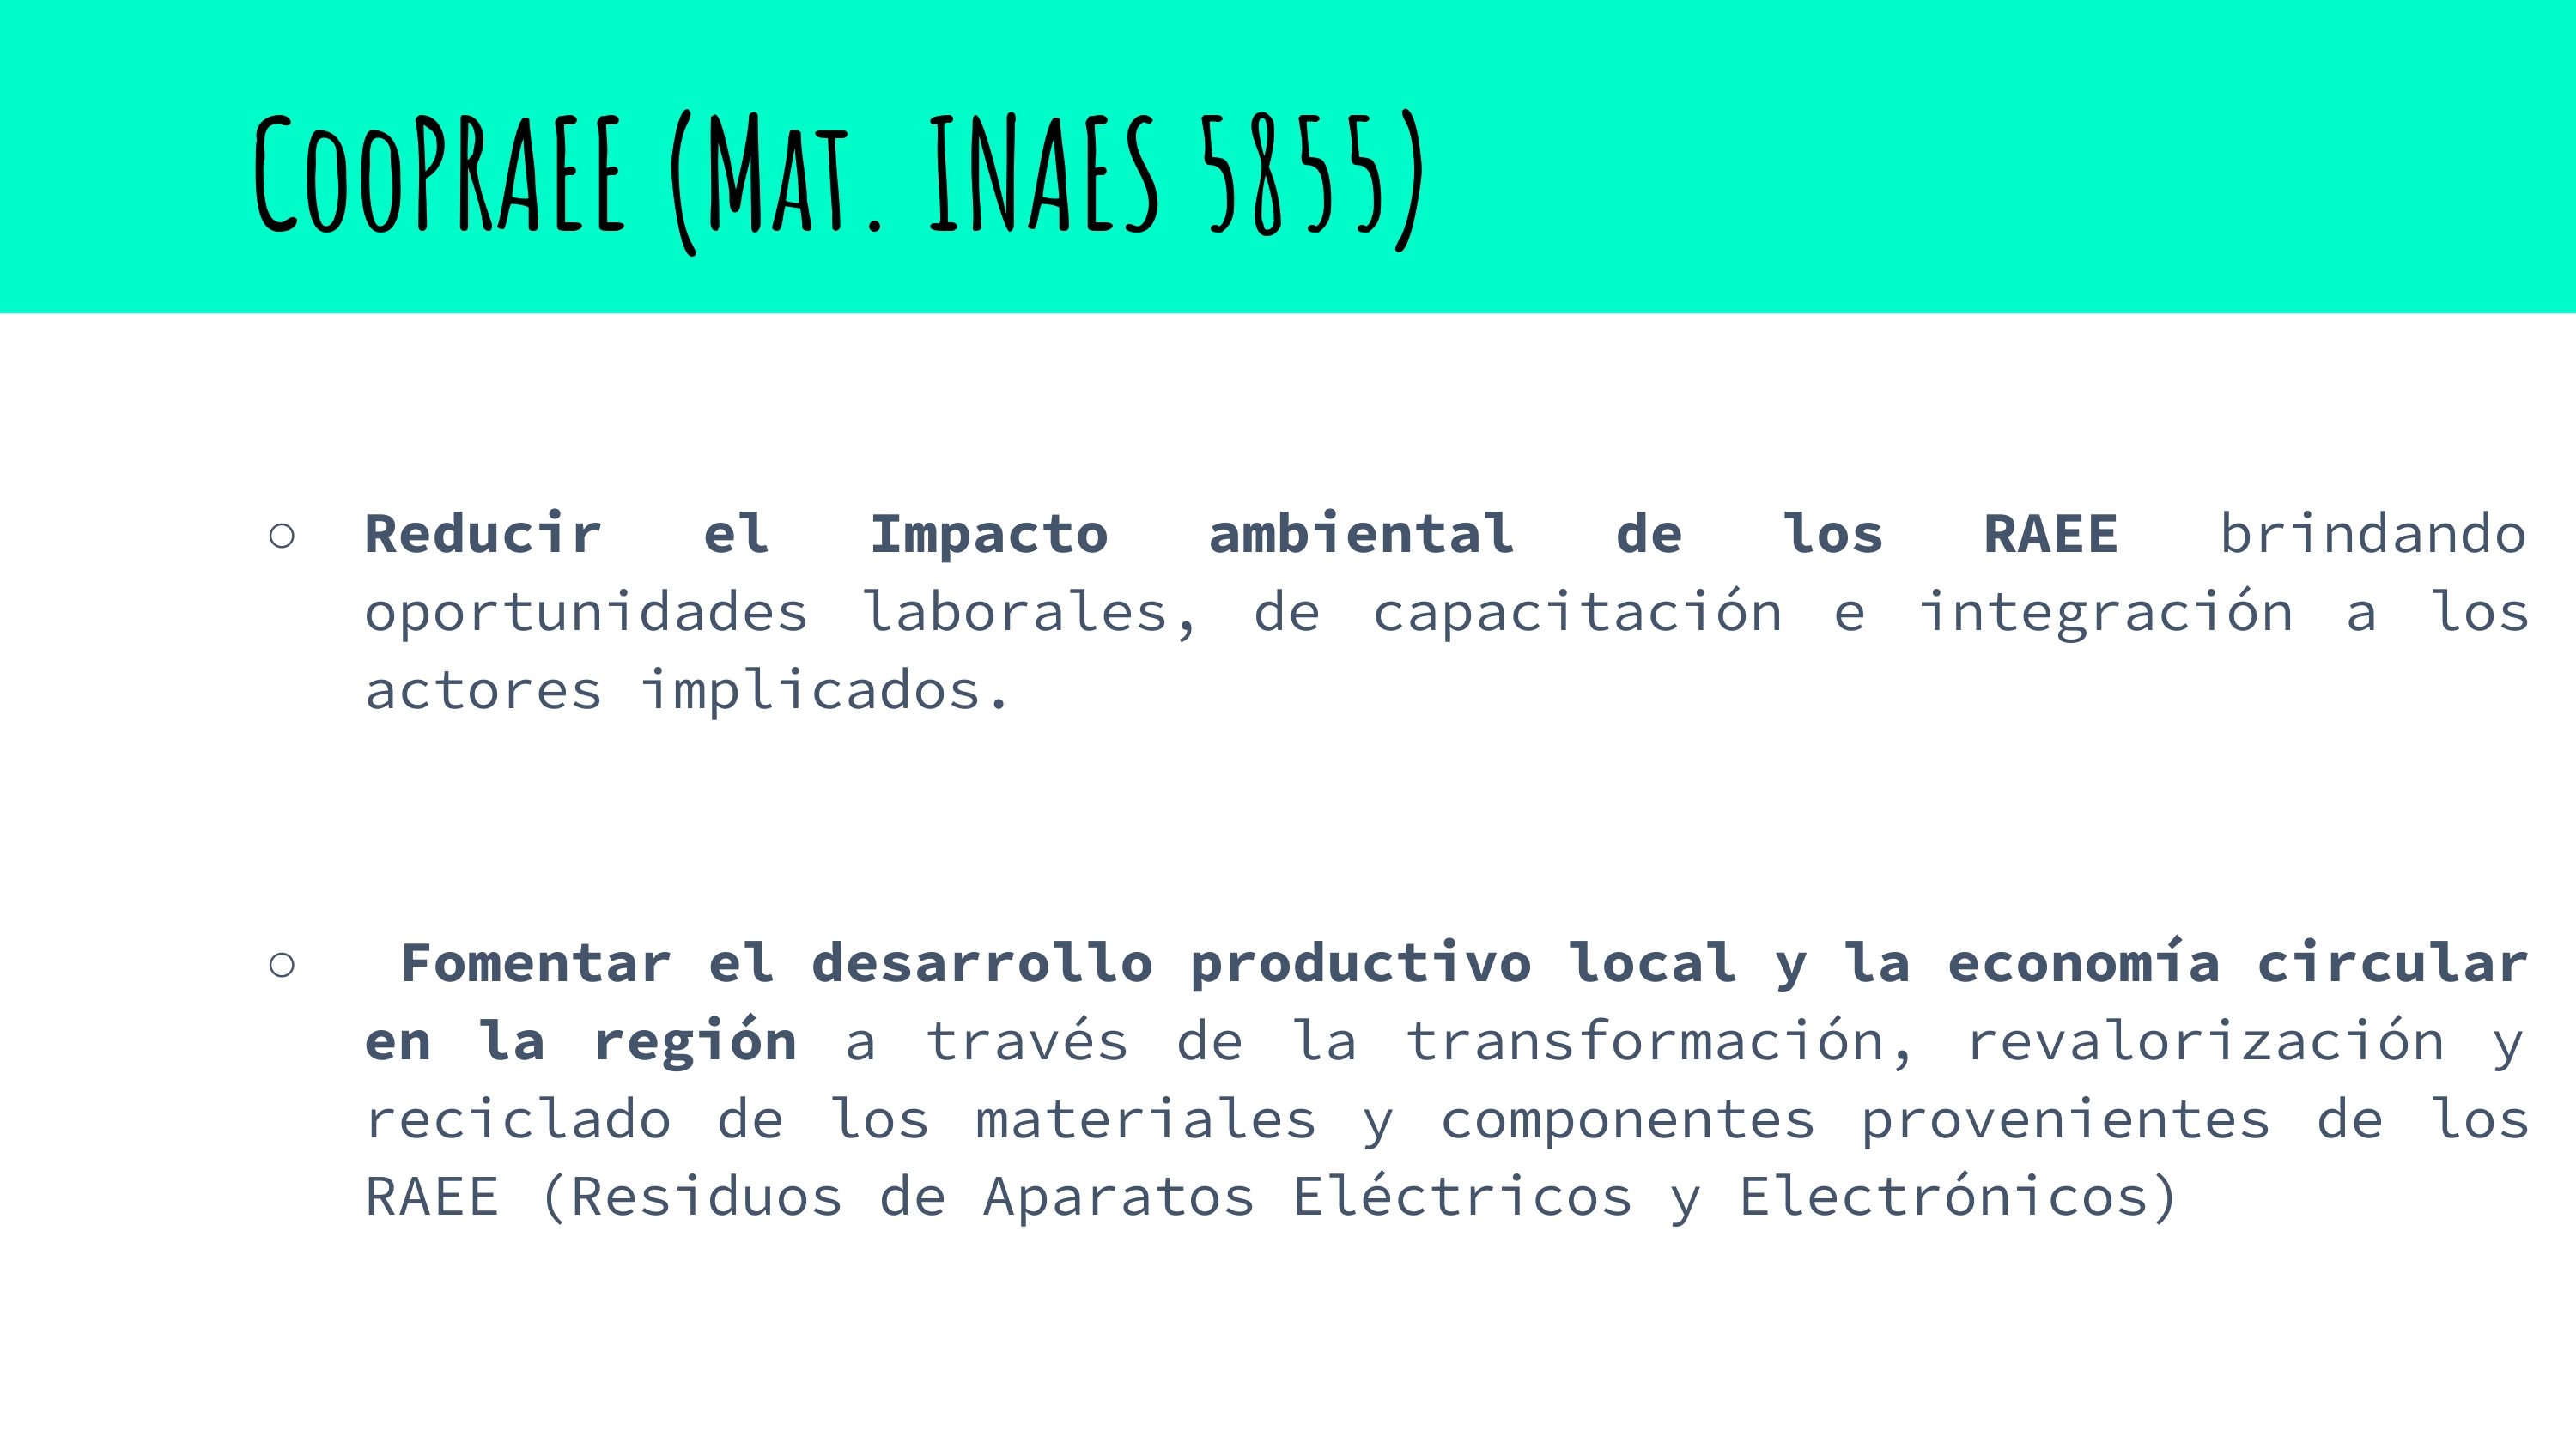 CooPRAEE (Mat. INAES 5855)
○ Reducir el Impacto ambiental de los RAEE brindando
oportunidades laborales, de capacitación e integración a los
actores implicados.
○ Fomentar el desarrollo productivo local y la economía circular
en la región a través de la transformación, revalorización y
reciclado de los materiales y componentes provenientes de los
RAEE (Residuos de Aparatos Eléctricos y Electrónicos)